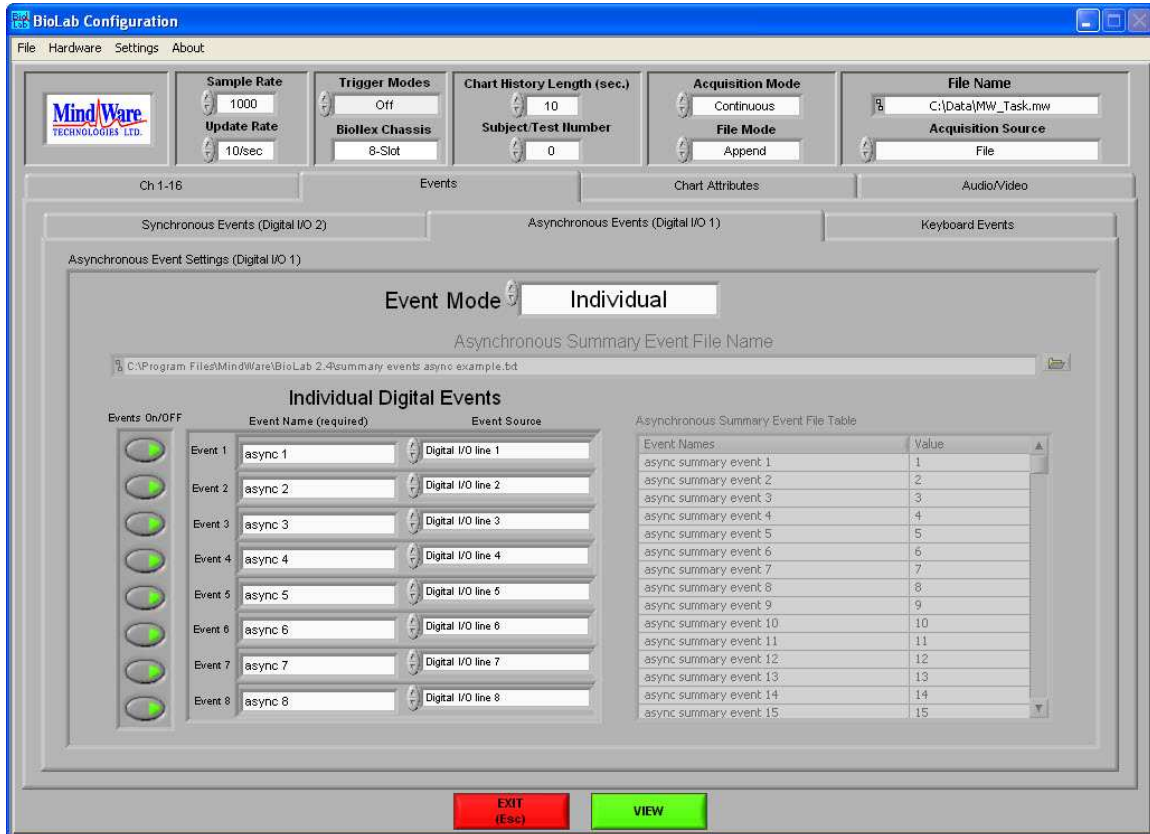 BioLab Configuration
File Hardware Settings About
Mind Ware
TECHNOLOGIES LTD.
Sample Rate
1000
Update Rate
10/sec
Trigger Modes
Off
BioNex Chassis
8-Slot
Chart History Length (sec.)
10
Subject/Test Number
0
Acquisition Mode
Continuous
File Mode
Append
File Name
C:\Data\MW_Task.mw
Acquisition Source
File
Ch 1-16 Events Chart Attributes Audio/Video
Synchronous Events (Digital I/O 2) Asynchronous Events (Digital I/O 1) Keyboard Events
Asynchronous Event Settings (Digital I/O 1)
Event Mode Individual
Asynchronous Summary Event File Name
C:\Program Files\MindWare\BioLab 2.4\summary events async example.txt
Individual Digital Events
Events On/OFF Event Name (required) Event Source
Event 1 async 1 Digital I/O line 1
Event 2 async 2 Digital I/O line 2
Event 3 async 3 Digital I/O line 3
Event 4 async 4 Digital I/O line 4
Event 5 async 5 Digital I/O line 5
Event 6 async 6 Digital I/O line 6
Event 7 async 7 Digital I/O line 7
Event 8 async 8 Digital I/O line 8
Asynchronous Summary Event File Table
Event Names Value
async summary event 1 1
async summary event 2 2
async summary event 3 3
async summary event 4 4
async summary event 5 5
async summary event 6 6
async summary event 7 7
async summary event 8 8
async summary event 9 9
async summary event 10 10
async summary event 11 11
async summary event 12 12
async summary event 13 13
async summary event 14 14
async summary event 15 15
EXIT
(Esc)
VIEW